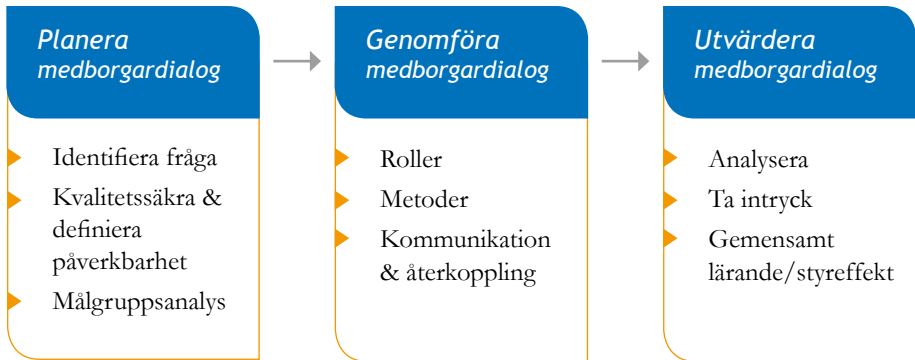 Planera
medborgardialog
Identifiera fråga
Kvalitetssäkra &
definiera
påverkbarhet
Målgruppsanalys
Genomföra
medborgardialog
Roller
Metoder
Kommunikation
& återkoppling
Utvärdera
medborgardialog
Analysera
Ta intryck
Gemensamt
lärande/styreffekt